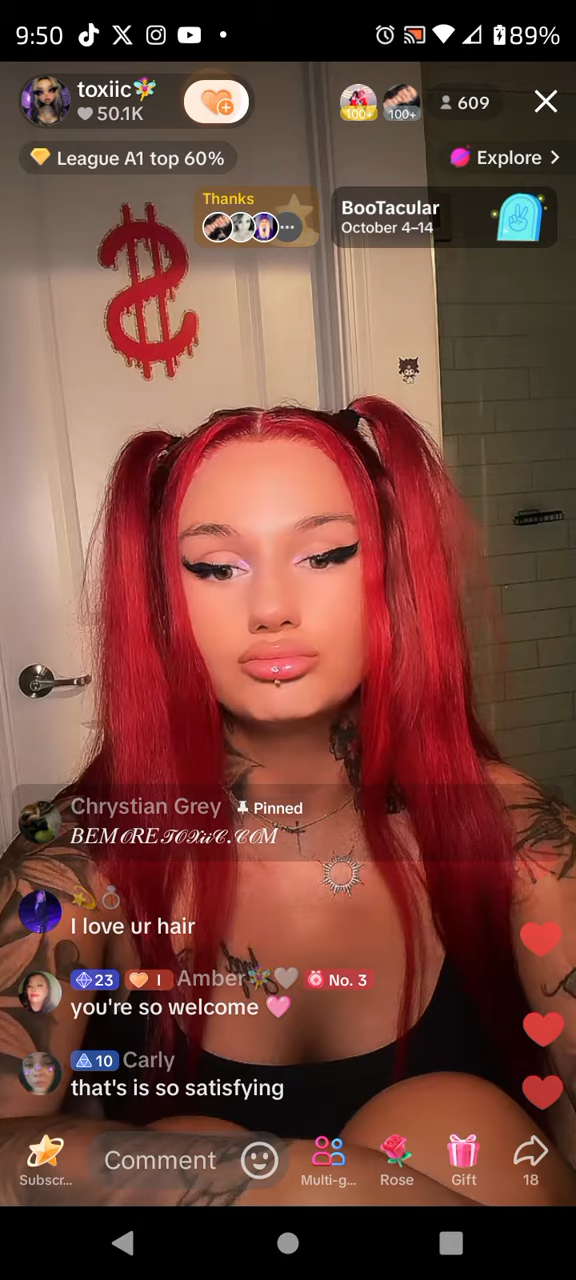 9:50
89%
toxiic
50.1K
100+
100+
609
League A1 top 60%
Explore
Thanks
BooTacular
October 4–14
Chrystian Grey
Pinned
BEMORETOXiiC.COM
I love ur hair
23
I
Amber
No. 3
you're so welcome
10
Carly
that's is so satisfying
Comment
Subscr...
Multi-g...
Rose
Gift
18